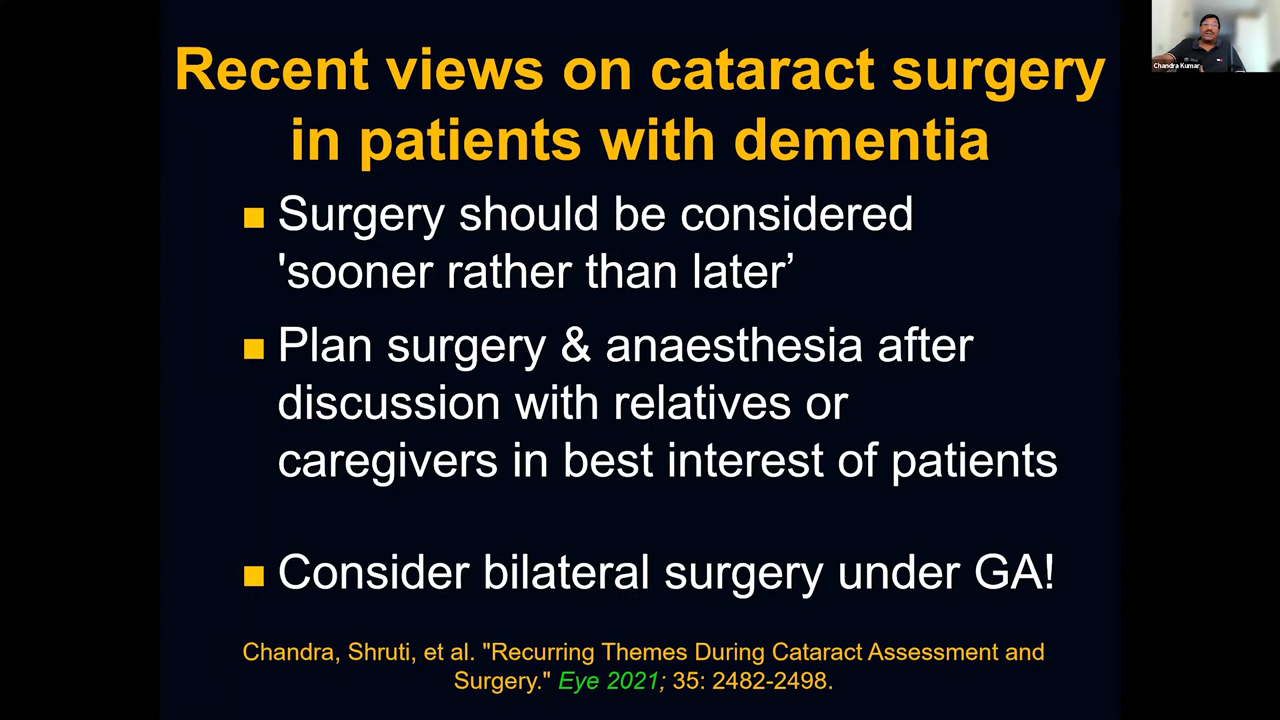 Recent views on cataract surgery
in patients with dementia
Surgery should be considered
'sooner rather than later’
Plan surgery & anaesthesia after
discussion with relatives or
caregivers in best interest of patients
Consider bilateral surgery under GA!
Chandra, Shruti, et al. "Recurring Themes During Cataract Assessment and
Surgery." Eye 2021; 35: 2482-2498.
Chandra Kumar